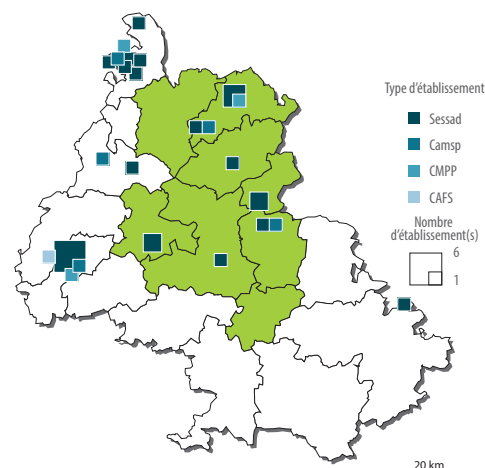 Type d'établissement
Sessad
Camsp
CMPP
CAFS
Nombre
d'établissement(s)
6
1
20 km